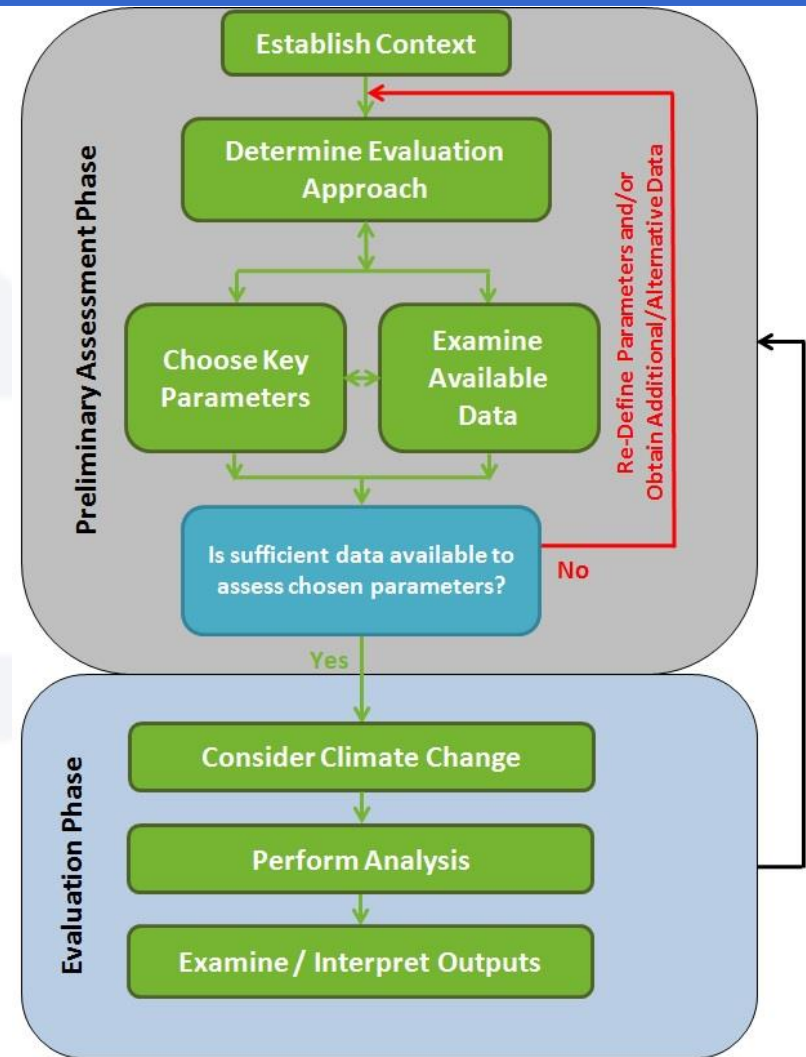 Establish Context
Preliminary Assessment Phase
Determine Evaluation
Approach
Re-Define Parameters and/or
Obtain Additional/Alternative Data
Choose Key
Parameters
Examine
Available
Data
Is sufficient data available to
assess chosen parameters?
No
Yes
Evaluation Phase
Consider Climate Change
Perform Analysis
Examine / Interpret Outputs